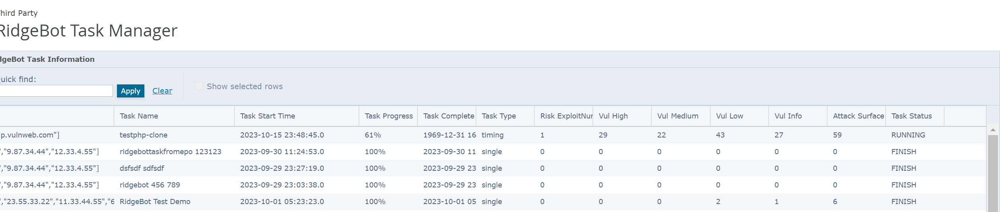 Third Party
RidgeBot Task Manager
dgeBot Task Information
Quick find:
Apply Clear Show selected rows
Task Name Task Start Time Task Progress Task Complete Task Type Risk ExploitNur Vul High Vul Medium Vul Low Vul Info Attack Surface Task Status
p.vulnweb.com"] testphp-clone 2023-10-15 23:48:45.0 61% 1969-12-31 16 timing 1 29 22 43 27 59 RUNNING
","9.87.34.44","12.33.4.55"] ridgebottaskfromepo 123123 2023-09-30 11:24:53.0 100% 2023-09-30 11 single 0 0 0 0 0 0 FINISH
","9.87.34.44","12.33.4.55"] dsfsdf sdfsdf 2023-09-29 23:27:19.0 100% 2023-09-29 23 single 0 0 0 0 0 0 FINISH
","9.87.34.44","12.33.4.55"] ridgebot 456 789 2023-09-29 23:03:38.0 100% 2023-09-29 23 single 0 0 0 0 0 0 FINISH
","23.55.33.22","11.33.44.55","6 RidgeBot Test Demo 2023-10-01 05:23:23.0 100% 2023-10-01 05 single 0 0 0 2 1 6 FINISH